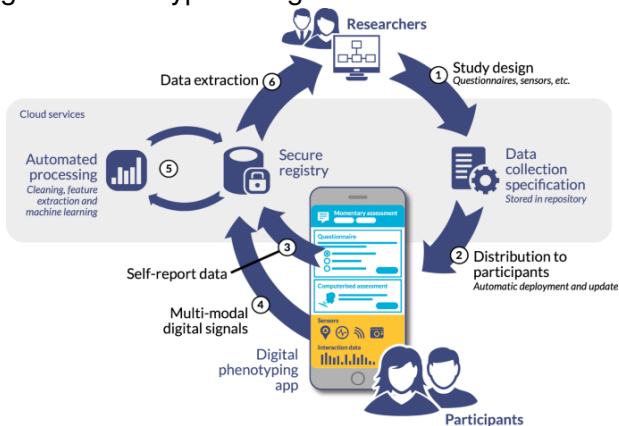 Researchers
Data extraction 6
1 Study design
Questionnaires, sensors, etc.
Cloud services
Automated
processing
Cleaning, feature
extraction and
machine learning
5
Secure
registry
Data
collection
specification
Stored in repository
Momentary assessment
Questionnaire
Computerised assessment
Sensors
Interaction data
3
Self-report data
2 Distribution to
participants
Automatic deployment and update
4
Multi-modal
digital signals
Digital
phenotyping
app
Participants